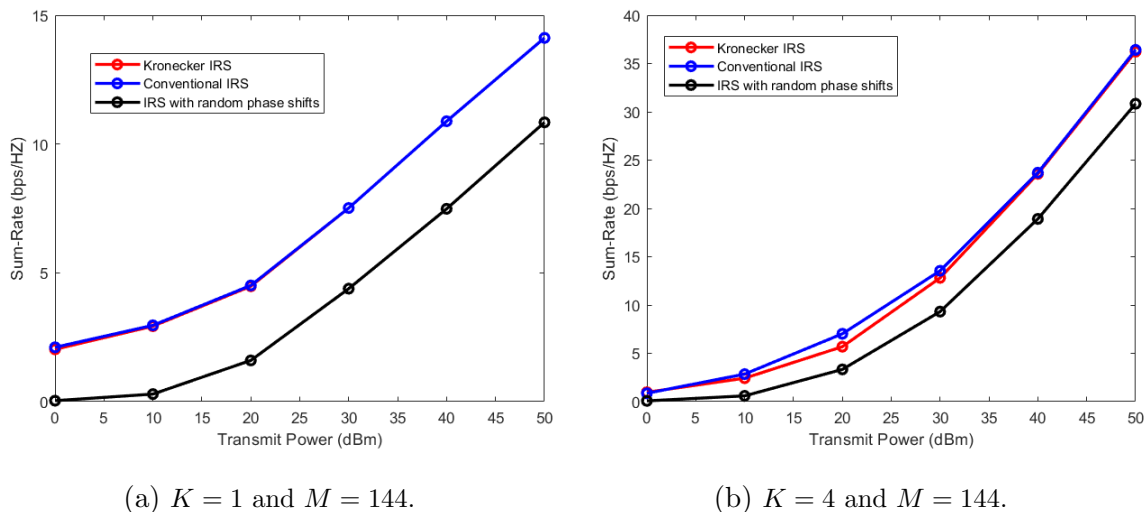 15
10
5
0
Sum-Rate (bps/HZ)
Kronecker IRS
Conventional IRS
IRS with random phase shifts
0 5 10 15 20 25 30 35 40 45 50
Transmit Power (dBm)
(a) K = 1 and M = 144.
40
35
30
25
20
15
10
5
0
Sum-Rate (bps/HZ)
Kronecker IRS
Conventional IRS
IRS with random phase shifts
0 5 10 15 20 25 30 35 40 45 50
Transmit Power (dBm)
(b) K = 4 and M = 144.